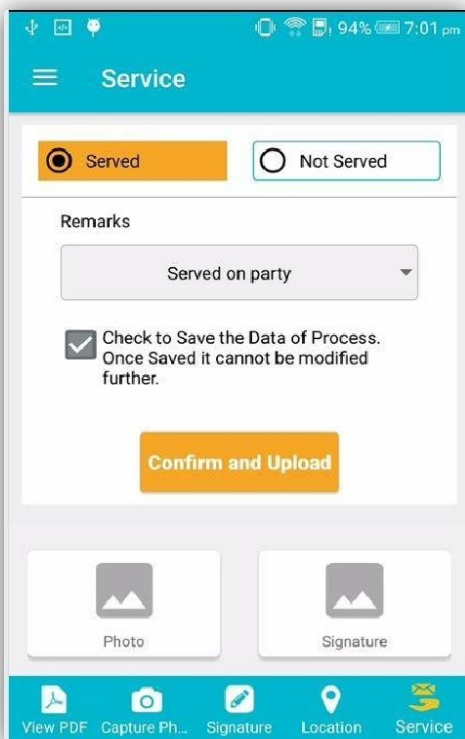 94% 7:01 pm
Service
Served
Not Served
Remarks
Served on party
Check to Save the Data of Process.
Once Saved it cannot be modified
further.
Confirm and Upload
Photo
Signature
View PDF
Capture Ph...
Signature
Location
Service